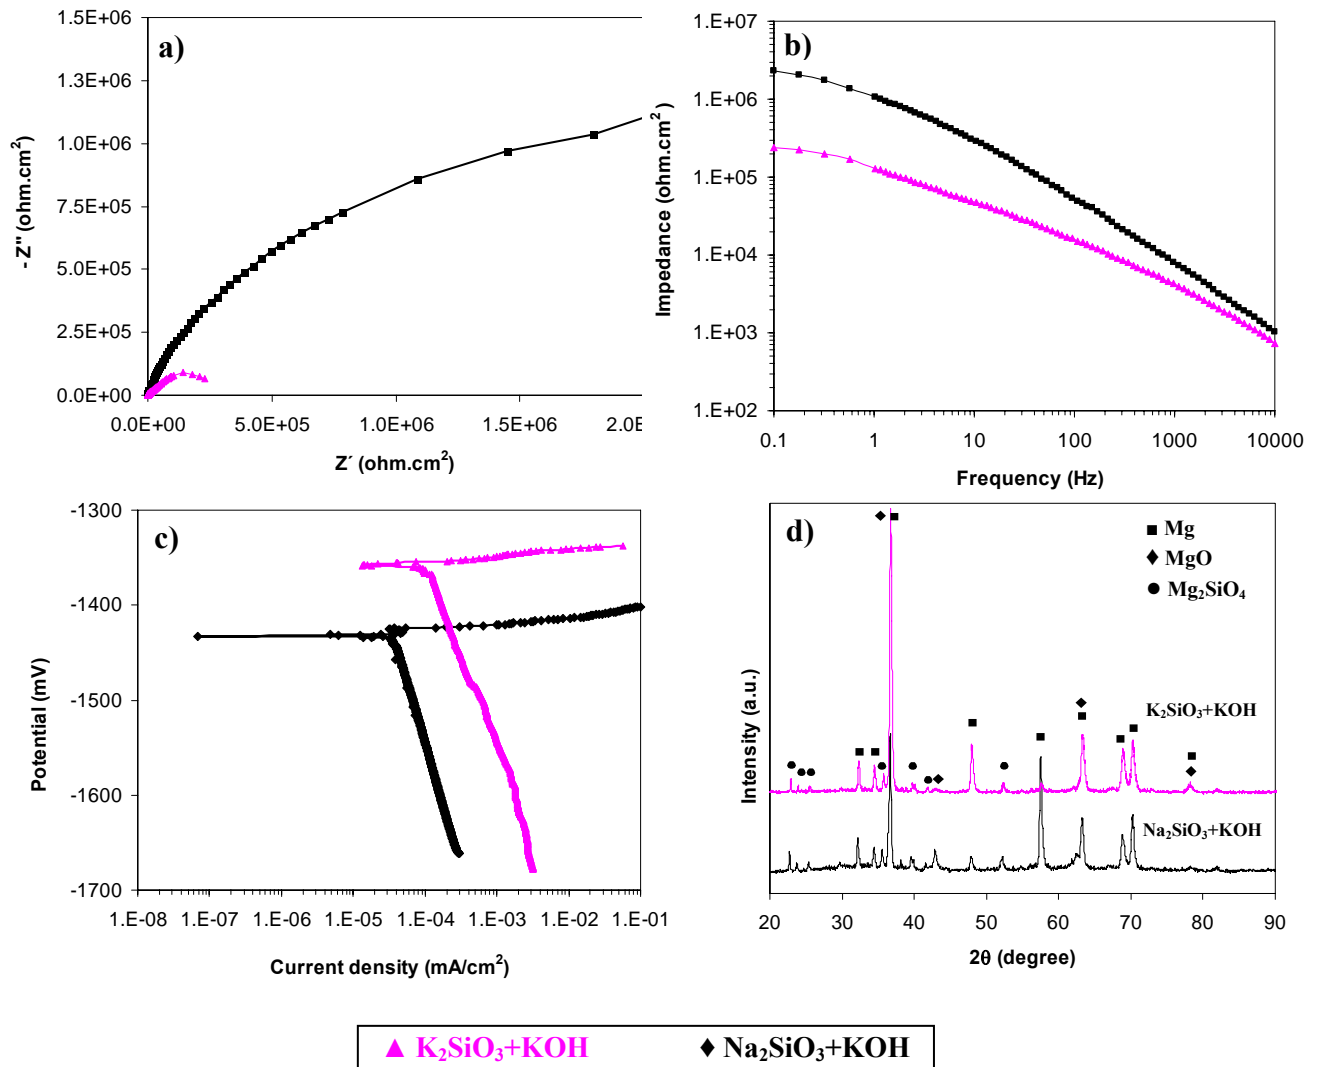 a)
1.5E+06
1.3E+06
1.0E+06
7.5E+05
5.0E+05
2.5E+05
0.0E+00
- Z'' (ohm.cm²)
0.0E+00 5.0E+05 1.0E+06 1.5E+06 2.0E
Z´ (ohm.cm²)
b)
1.E+07
1.E+06
1.E+05
1.E+04
1.E+03
1.E+02
Impedance (ohm.cm²)
0.1 1 10 100 1000 10000
Frequency (Hz)
c)
-1300
-1400
-1500
-1600
-1700
Potential (mV)
1.E-08 1.E-07 1.E-06 1.E-05 1.E-04 1.E-03 1.E-02 1.E-01
Current density (mA/cm²)
d)
Mg
MgO
Mg₂SiO₄
K₂SiO₃+KOH
Na₂SiO₃+KOH
Intensity (a.u.)
20 30 40 50 60 70 80 90
2θ (degree)
K₂SiO₃+KOH Na₂SiO₃+KOH